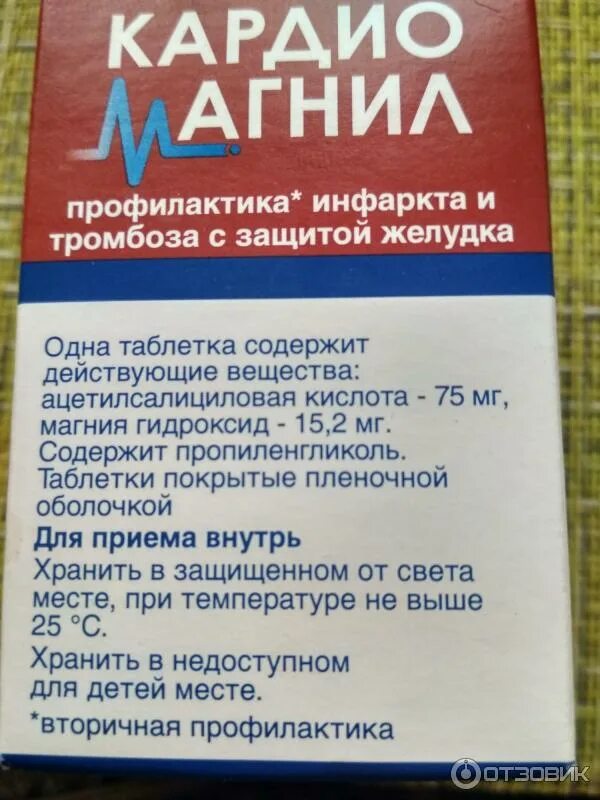 КАРДИО
МАГНИЛ
профилактика* инфаркта и
тромбоза с защитой желудка
Одна таблетка содержит
действующие вещества:
ацетилсалициловая кислота - 75 мг,
магния гидроксид - 15,2 мг.
Содержит пропиленгликоль.
Таблетки покрытые пленочной
оболочкой
Для приема внутрь
Хранить в защищенном от света
месте, при температуре не выше
25 °С.
Хранить в недоступном
для детей месте.
*вторичная профилактика
ОТЗОВИК